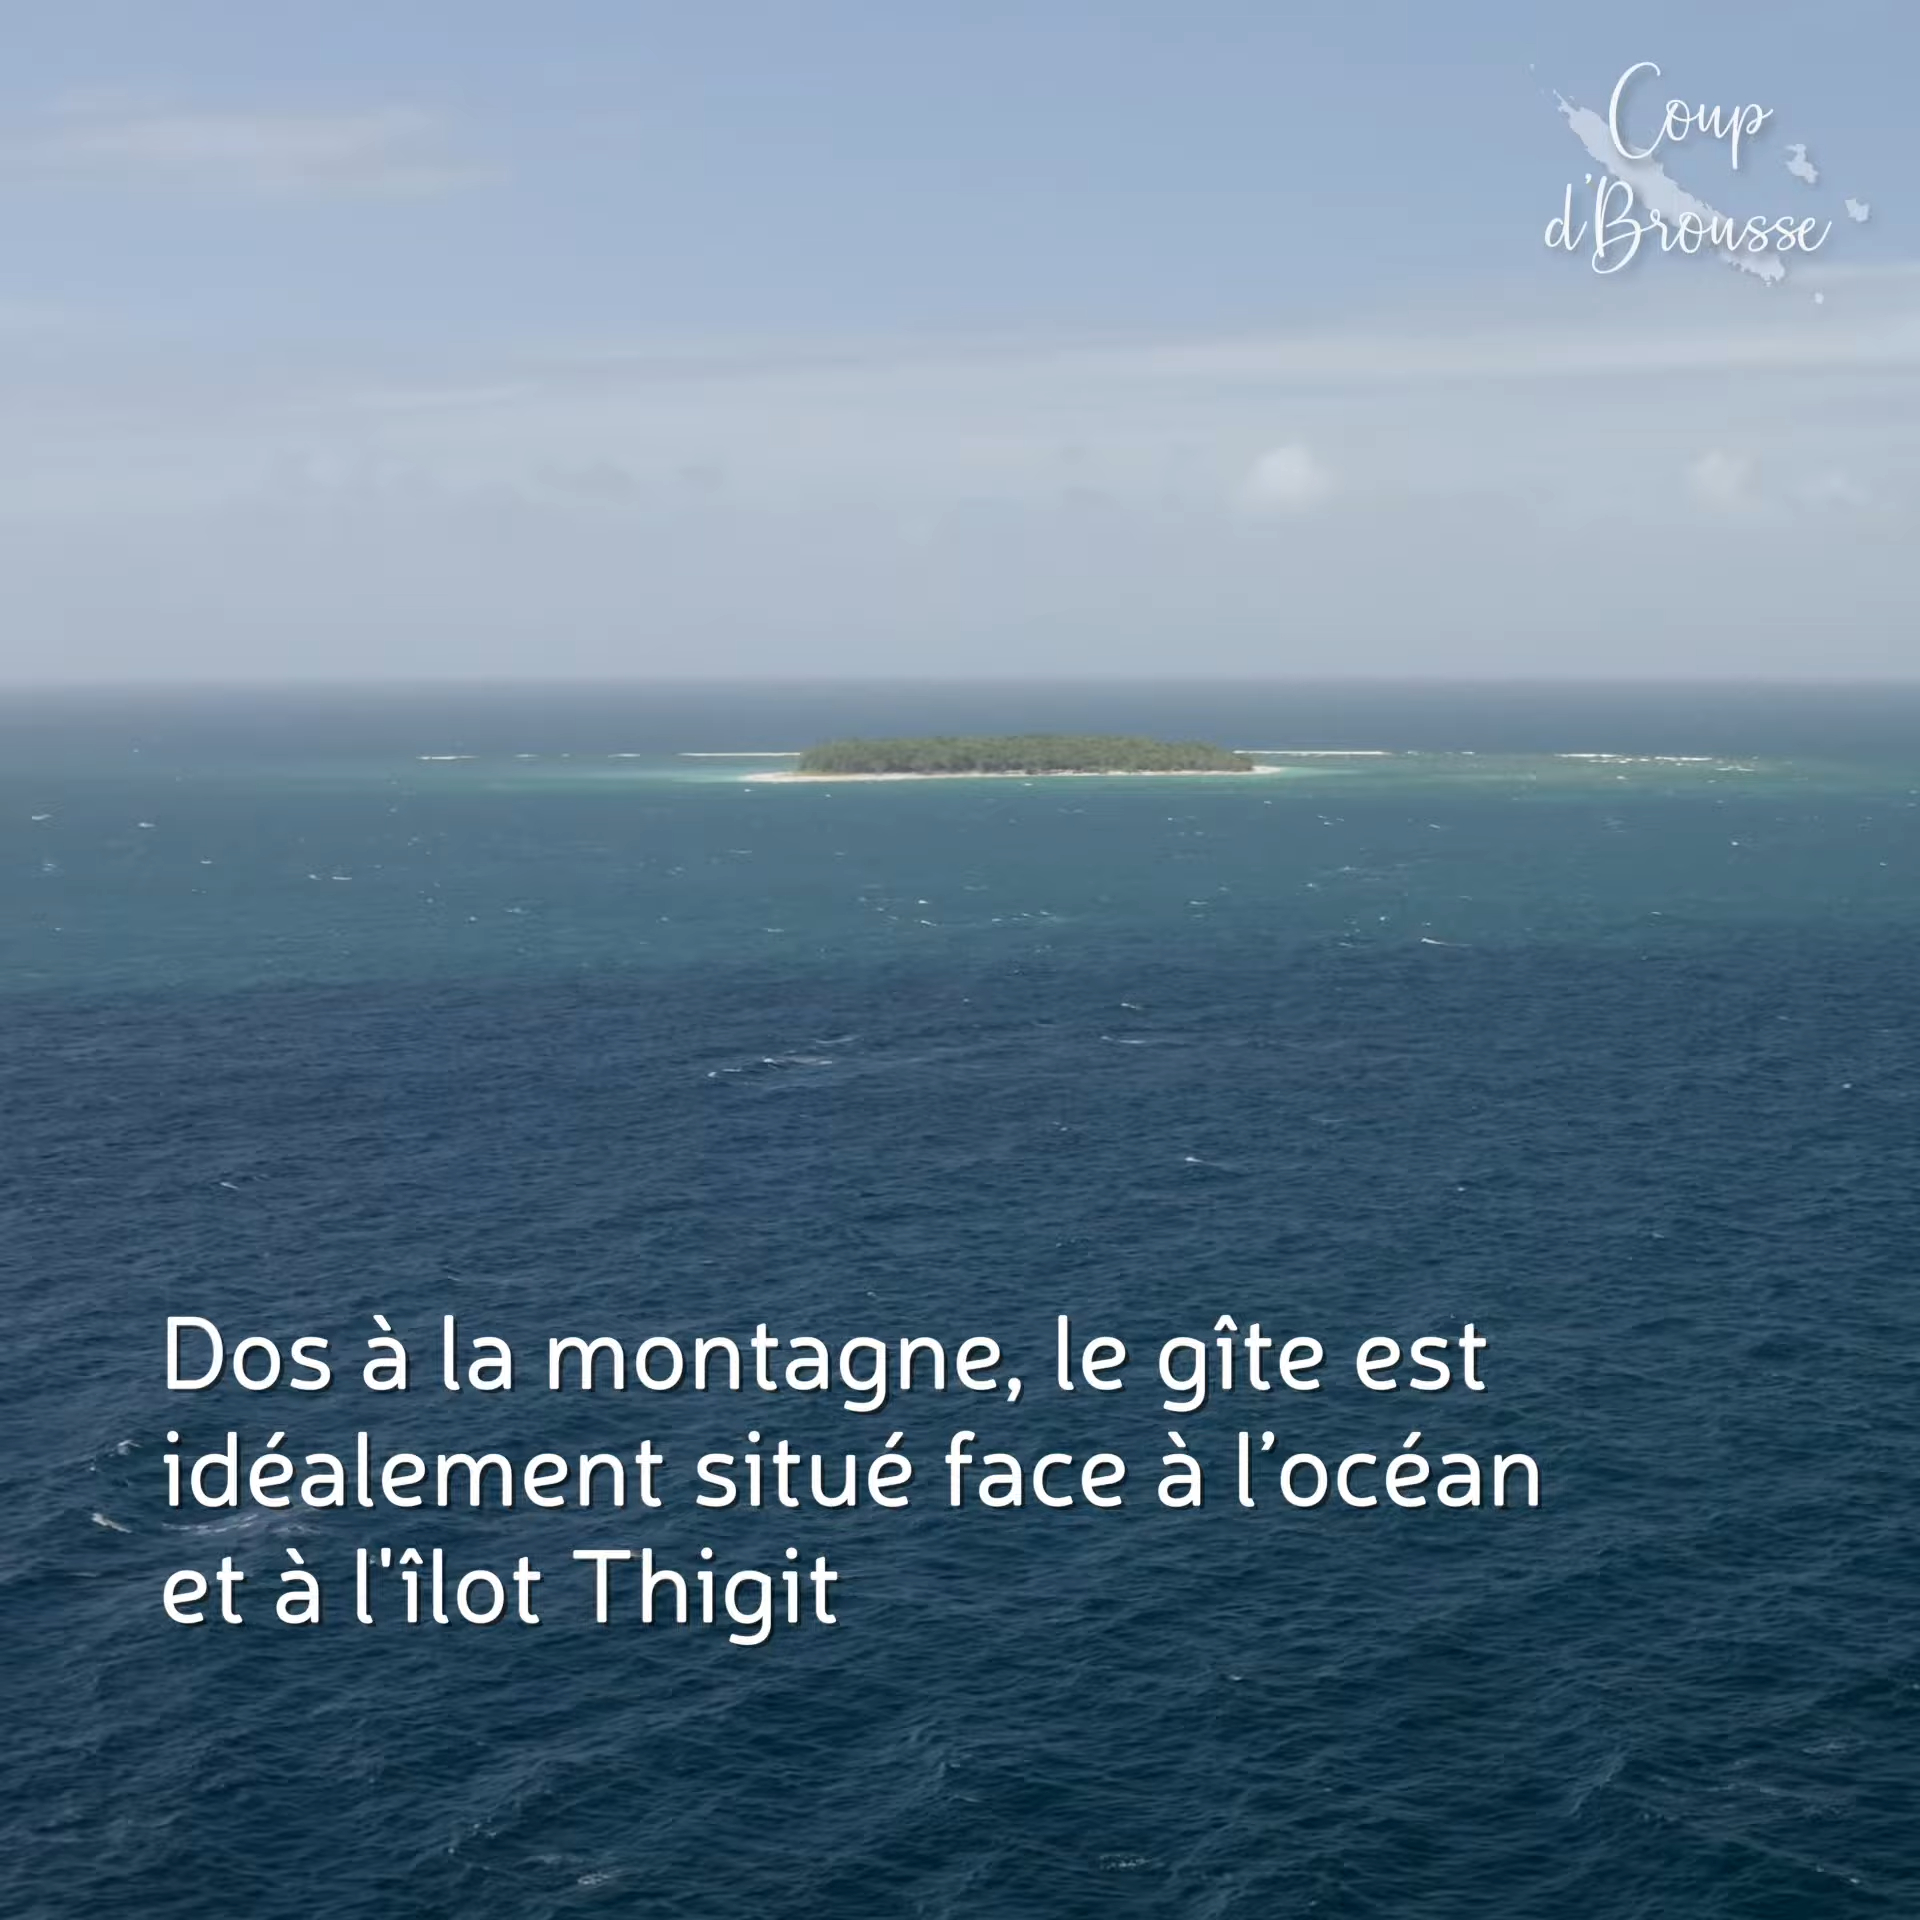 Coup
d'Brousse
Dos à la montagne, le gîte est
idéalement situé face à l’océan
et à l'îlot Thigit